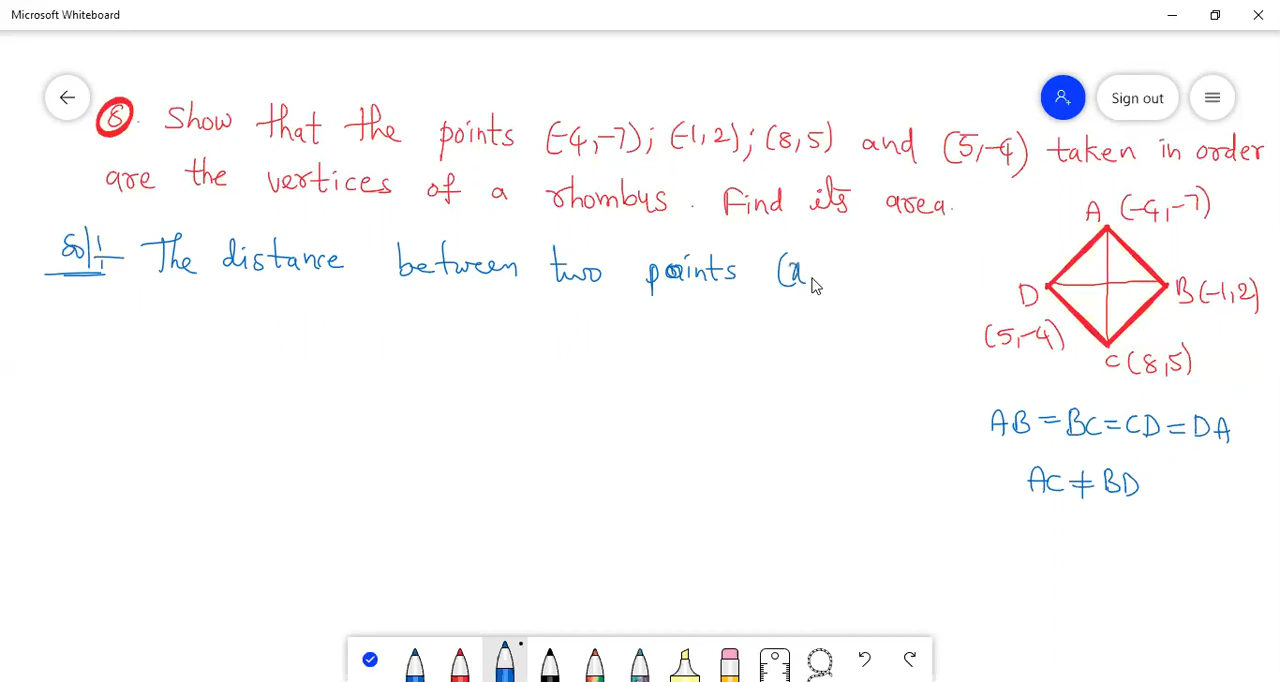 Microsoft Whiteboard
Sign out
8. Show that the points (-4,-7); (-1,2); (8,5) and (5,-4) taken in order
are the vertices of a rhombus. Find its area.
Sol:- The distance between two points (x
A (-4,-7)
D
B(-1,2)
(5,-4)
C(8,5)
AB=BC=CD=DA
AC≠BD